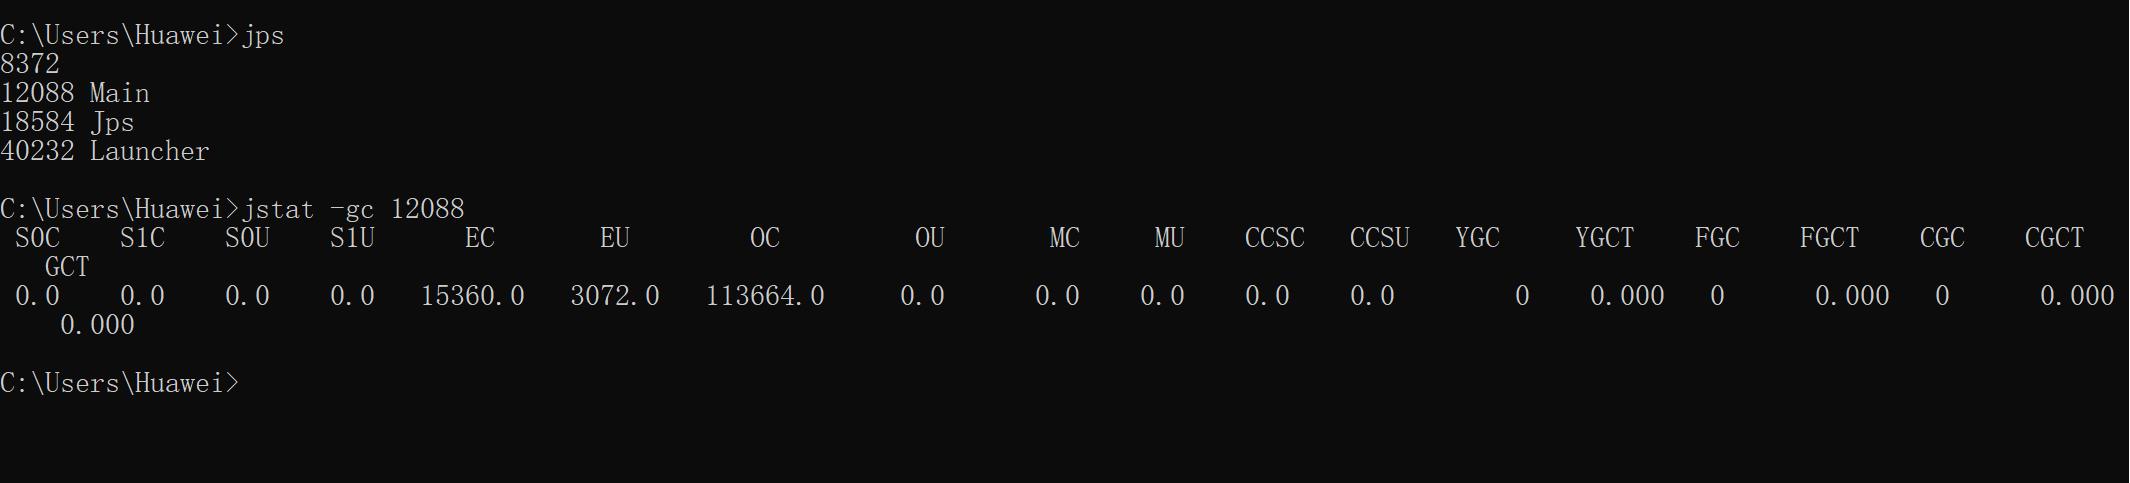 C:\Users\Huawei>jps
8372
12088 Main
18584 Jps
40232 Launcher
C:\Users\Huawei>jstat -gc 12088
S0C S1C S0U S1U EC EU OC OU MC MU CCSC CCSU YGC YGCT FGC FGCT CGC CGCT
GCT
0.0 0.0 0.0 0.0 15360.0 3072.0 113664.0 0.0 0.0 0.0 0.0 0.0 0 0.000 0 0.000 0 0.000
0.000
C:\Users\Huawei>